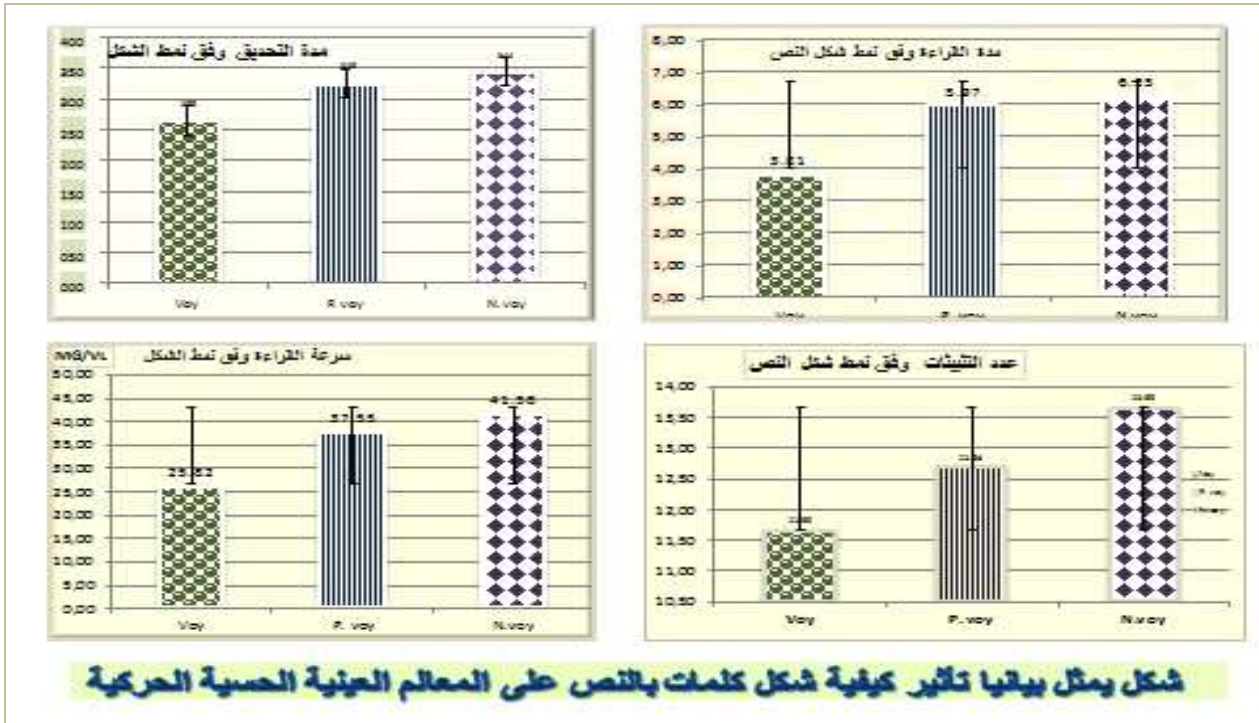 مدة التحديق وفق نمط الشكل
400
350
300
250
200
150
100
050
000
Voy
P. voy
N.voy
مدة القراءة وفق نمط شكل النص
8,00
7,00
6,00
5,00
4,00
3,00
2,00
1,00
0,00
5.97
Voy
P. voy
N.voy
سرعة القراءة وفق نمط الشكل
50,00
45,00
40,00
35,00
30,00
25,00
20,00
15,00
10,00
5,00
0,00
Voy
P. voy
N.voy
عدد التثبيتات وفق نمط شكل النص
14,00
13,50
13,00
12,50
12,00
11,50
11,00
10,50
Voy
P. voy
N.voy
شكل يمثل بيانيا تأثير كيفية شكل كلمات بالنص على المعالم العينية الحسية الحركية